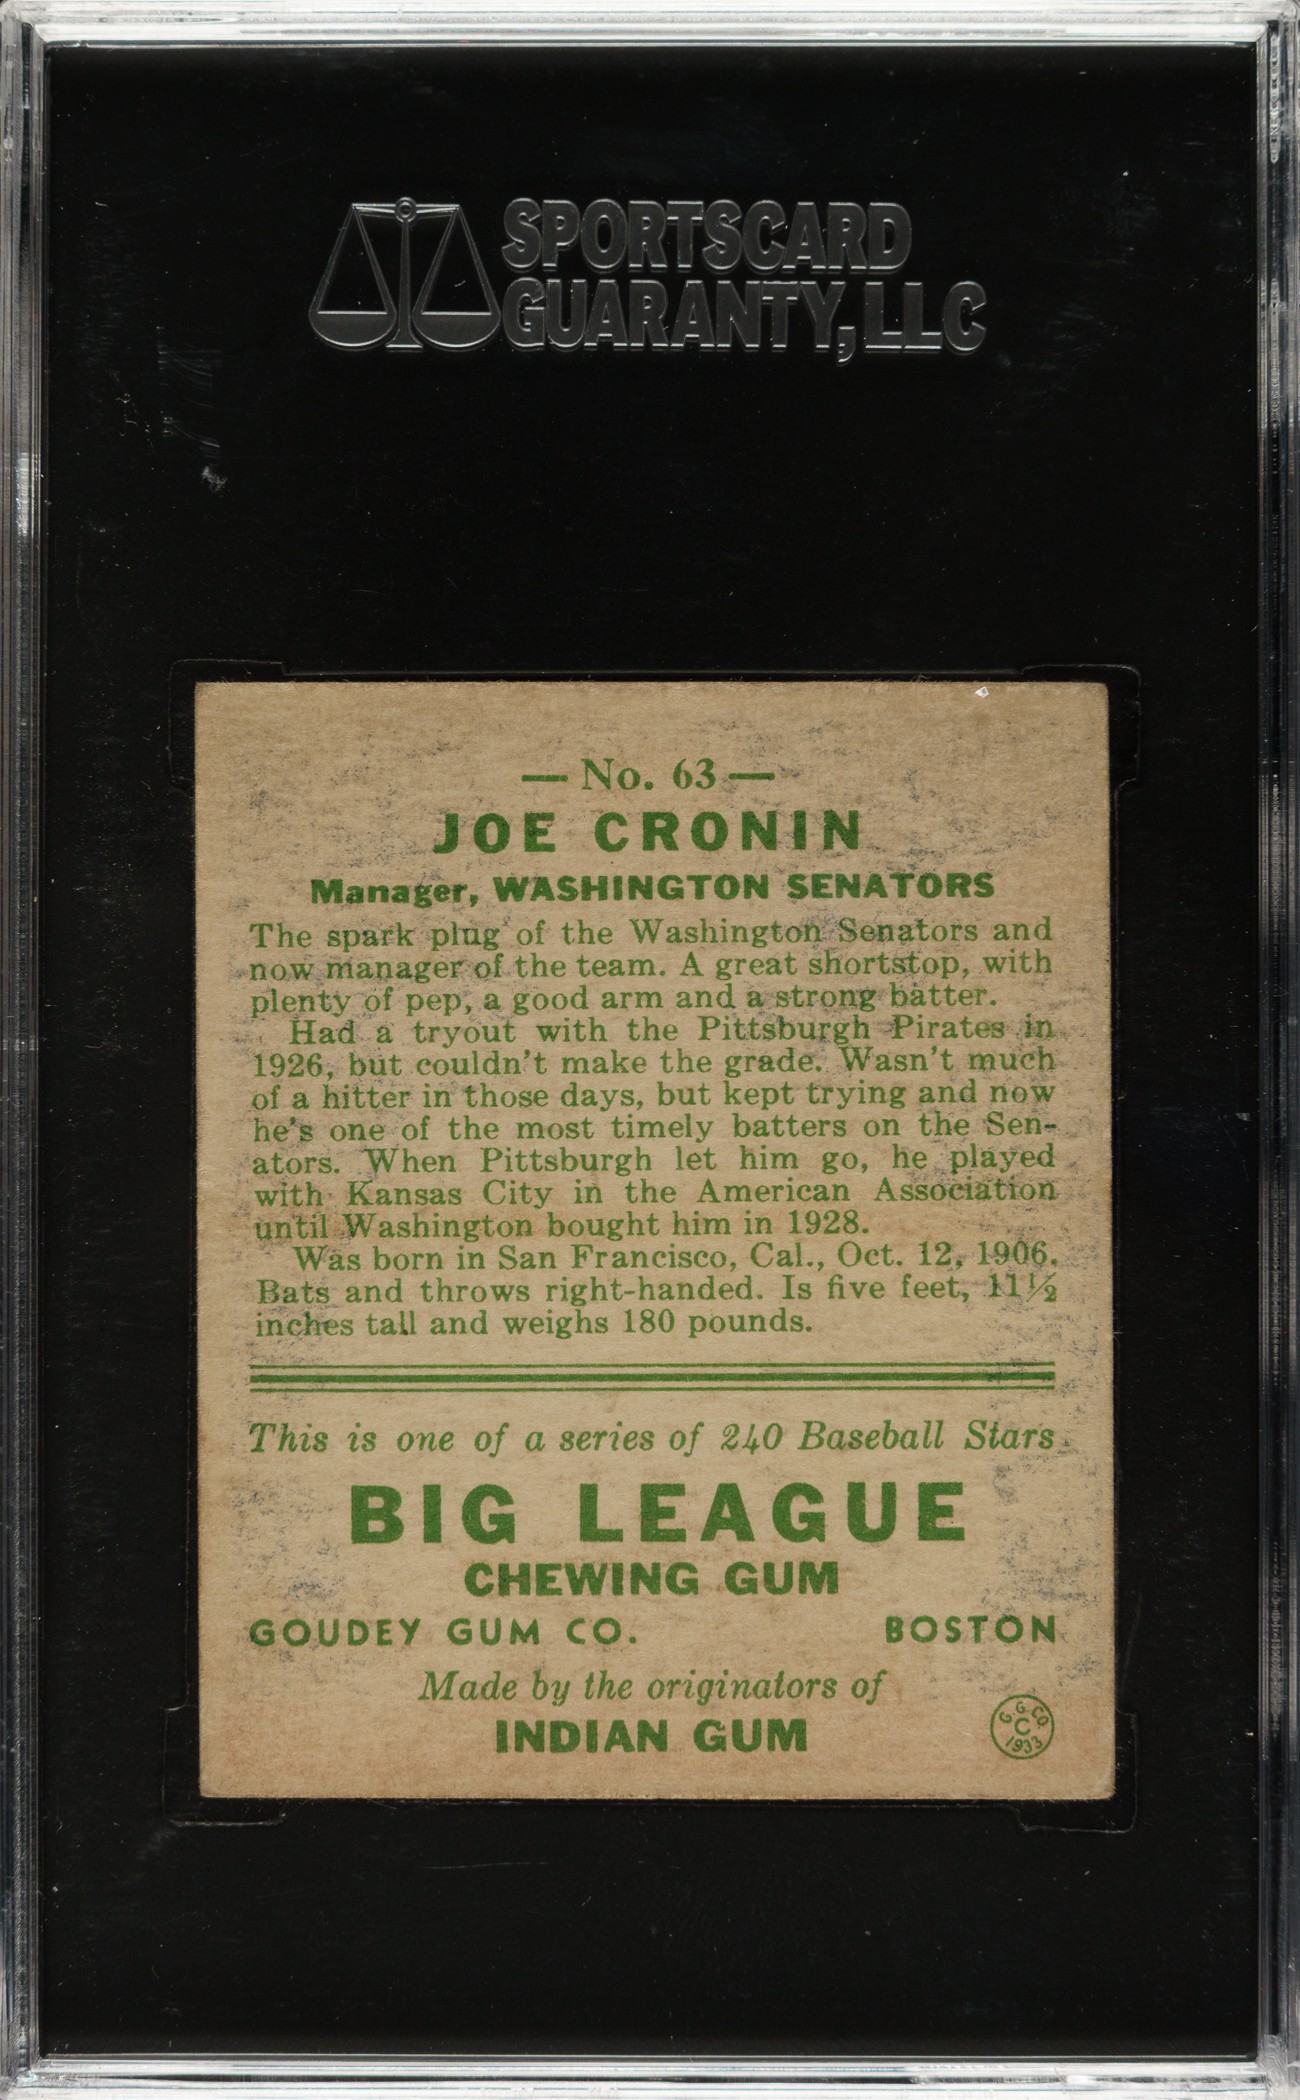 SPORTSCARD
GUARANTY, LLC
— No. 63 —
JOE CRONIN
Manager, WASHINGTON SENATORS
The spark plug of the Washington Senators and
now manager of the team. A great shortstop, with
plenty of pep, a good arm and a strong batter.
Had a tryout with the Pittsburgh Pirates in
1926, but couldn't make the grade. Wasn't much
of a hitter in those days, but kept trying and now
he's one of the most timely batters on the Sen-
ators. When Pittsburgh let him go, he played
with Kansas City in the American Association
until Washington bought him in 1928.
Was born in San Francisco, Cal., Oct. 12, 1906.
Bats and throws right-handed. Is five feet, 11½
inches tall and weighs 180 pounds.
This is one of a series of 240 Baseball Stars
BIG LEAGUE
CHEWING GUM
GOUDEY GUM CO. BOSTON
Made by the originators of
INDIAN GUM
G. G. CO.
C
1933